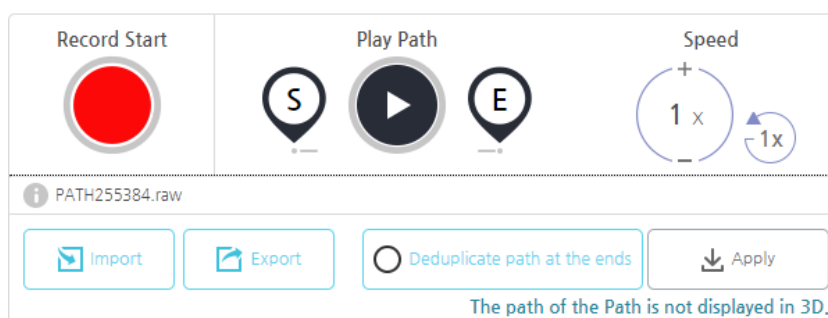 Record Start
Play Path
Speed
S
E
+
1 x
−
1x
i PATH255384.raw
Import
Export
Deduplicate path at the ends
Apply
The path of the Path is not displayed in 3D.